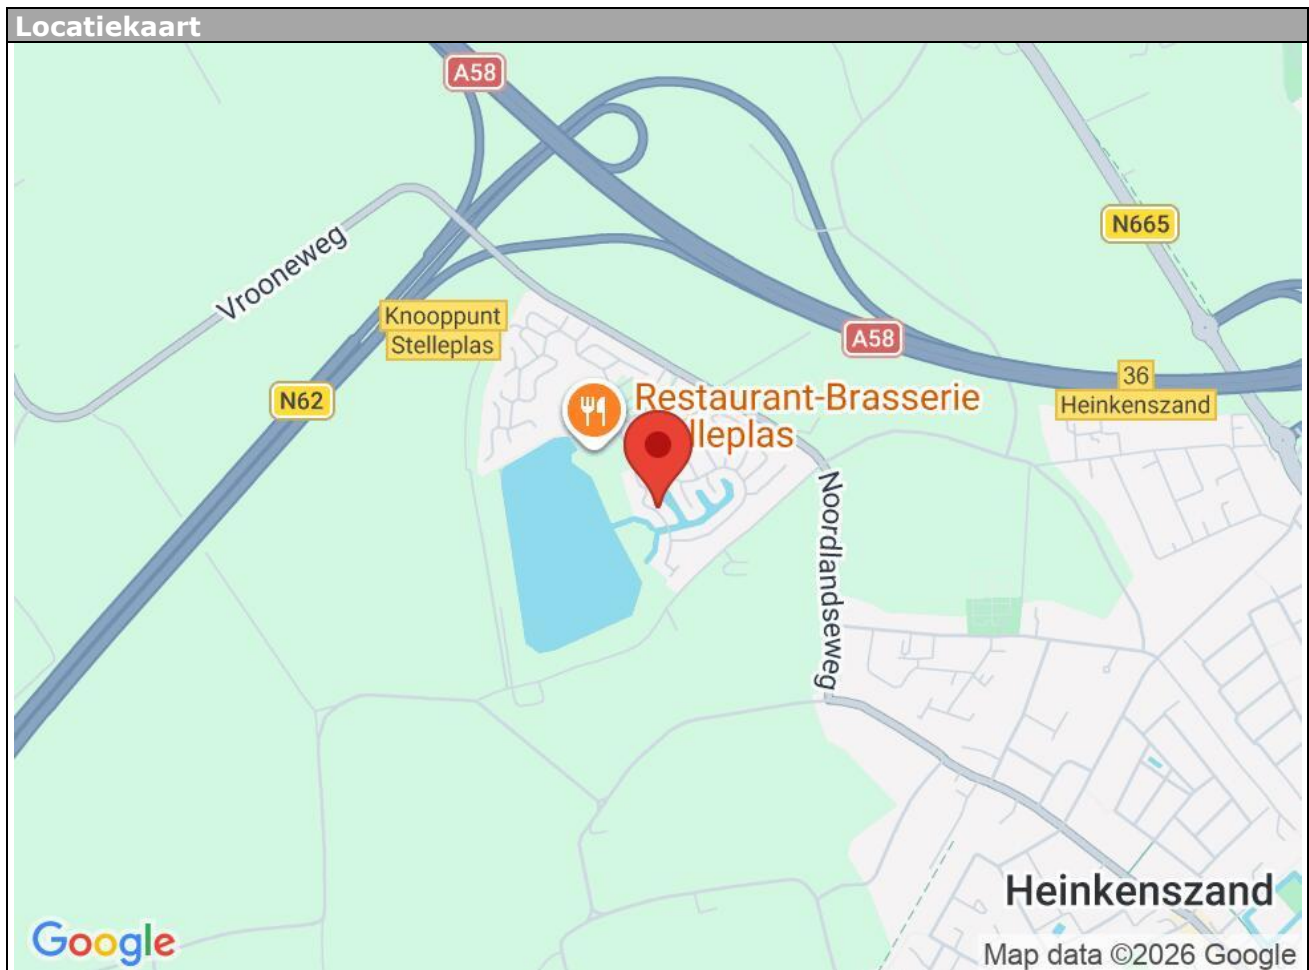 Locatiekaart
A58
N665
Vrooneweg
Knooppunt
Stelleplas
A58
36
Heinkenszand
N62
Restaurant-Brasserie
lleplas
Noordlandseweg
Heinkenszand
Google
Map data ©2026 Google